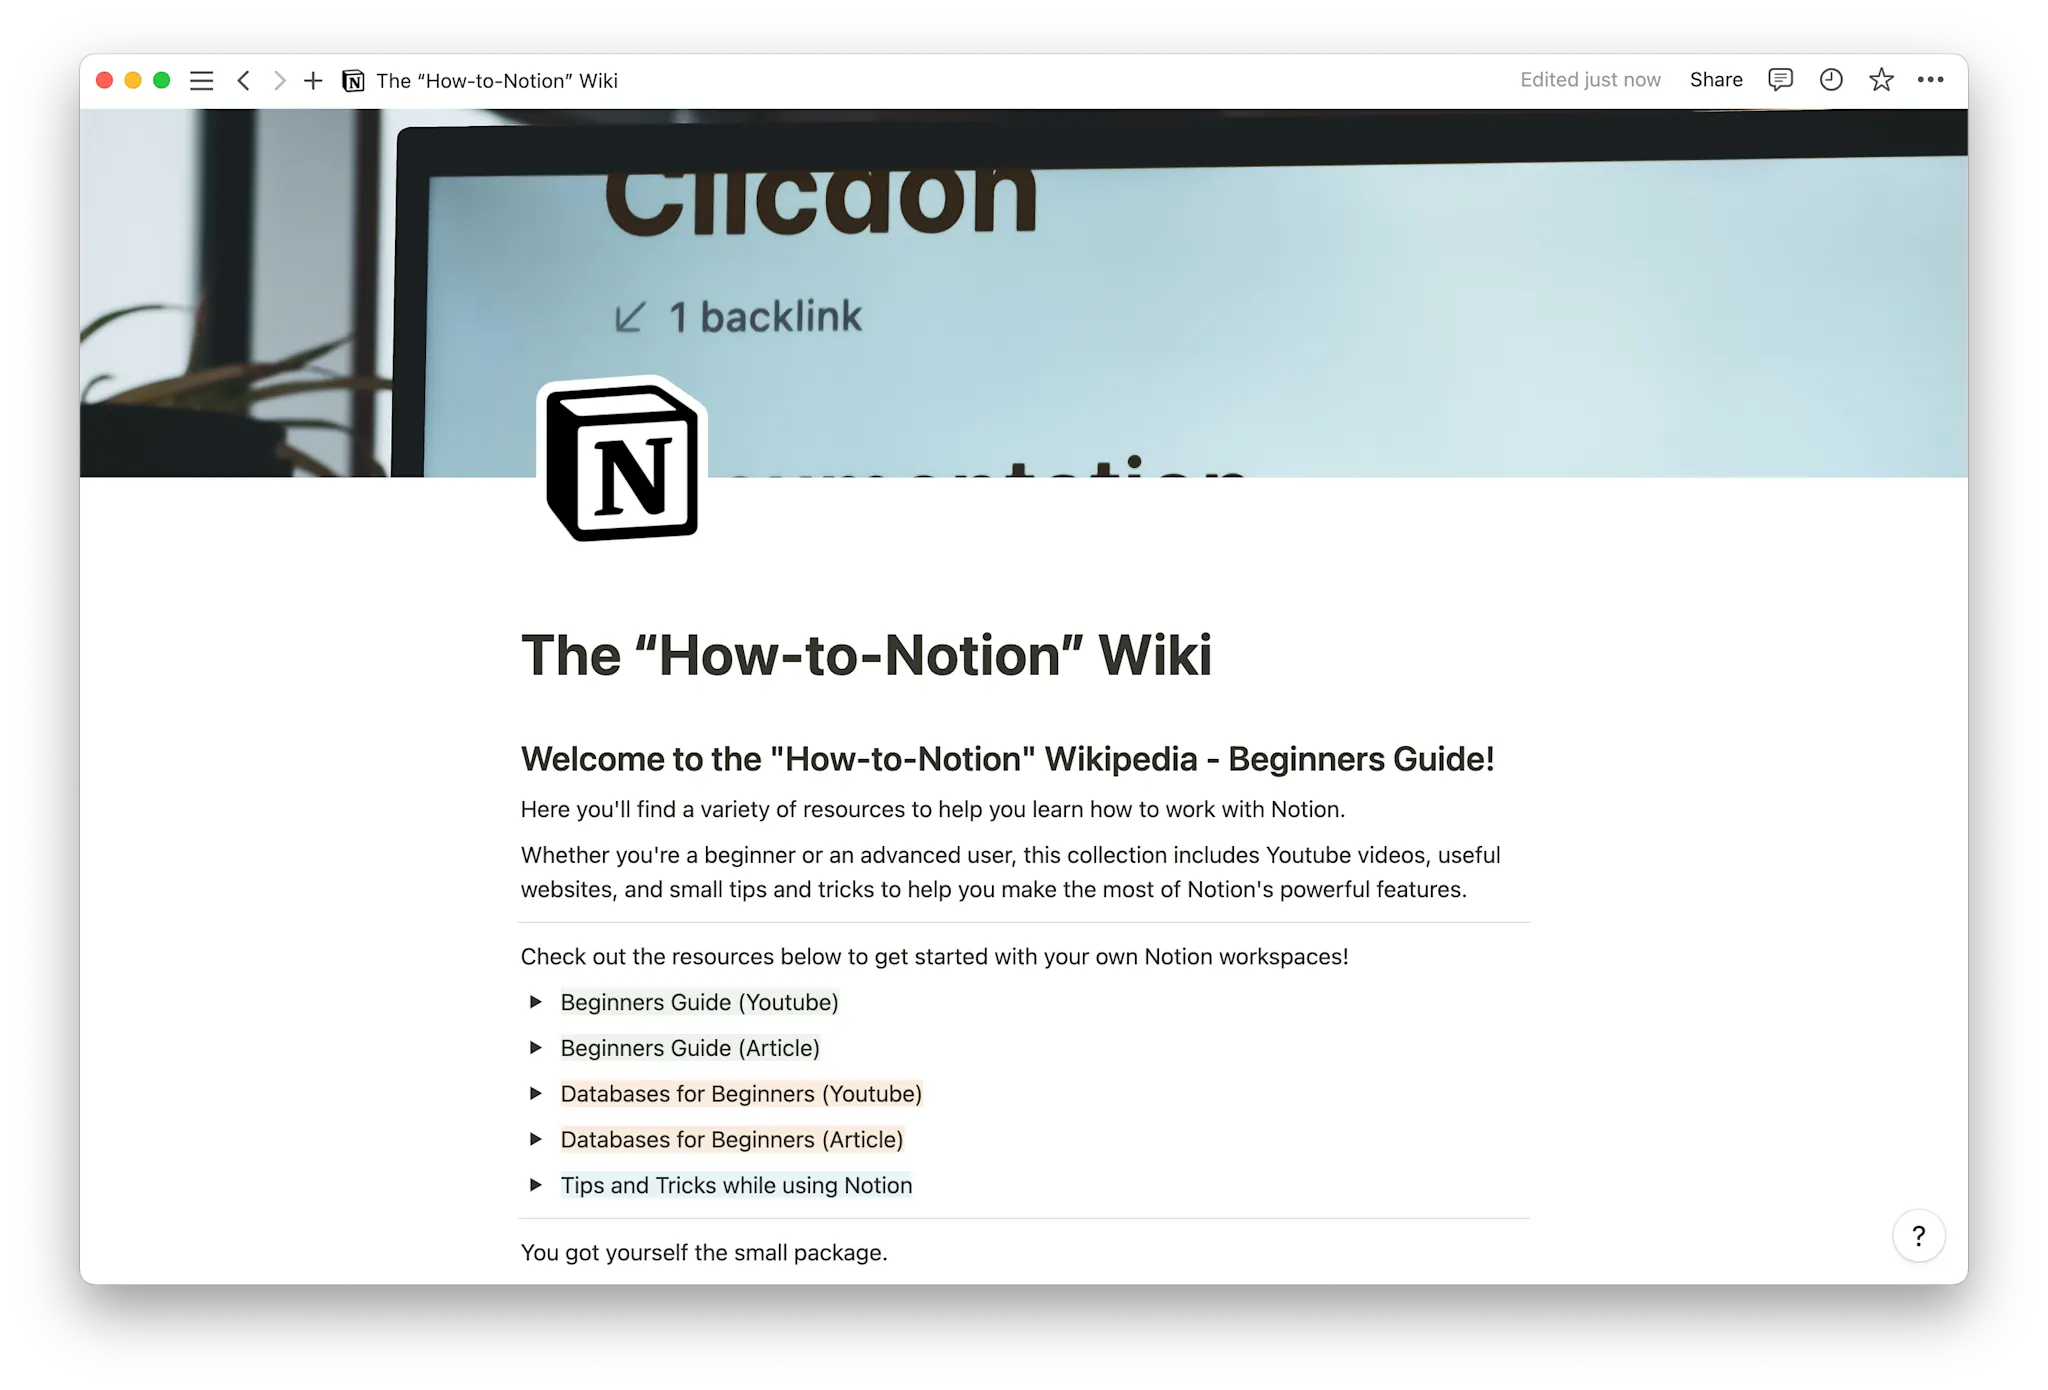 The “How-to-Notion” Wiki
Edited just now
Share
1 backlink
N
The “How-to-Notion” Wiki
Welcome to the "How-to-Notion" Wikipedia - Beginners Guide!
Here you'll find a variety of resources to help you learn how to work with Notion.
Whether you're a beginner or an advanced user, this collection includes Youtube videos, useful
websites, and small tips and tricks to help you make the most of Notion's powerful features.
Check out the resources below to get started with your own Notion workspaces!
Beginners Guide (Youtube)
Beginners Guide (Article)
Databases for Beginners (Youtube)
Databases for Beginners (Article)
Tips and Tricks while using Notion
?
You got yourself the small package.